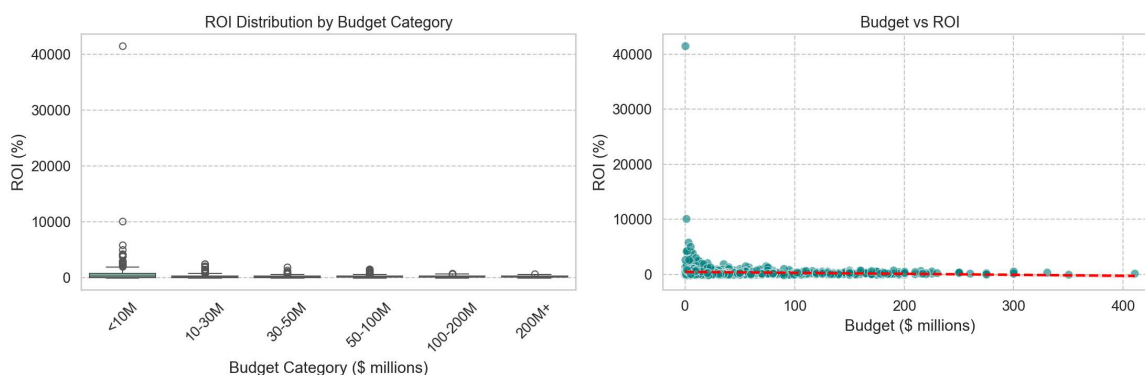 ROI Distribution by Budget Category
ROI (%)
40000
30000
20000
10000
0
<10M
10-30M
30-50M
50-100M
100-200M
200M+
Budget Category ($ millions)
Budget vs ROI
ROI (%)
40000
30000
20000
10000
0
0
100
200
300
400
Budget ($ millions)